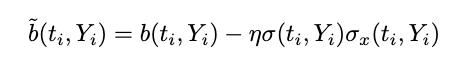 b̃(tᵢ, Yᵢ) = b(tᵢ, Yᵢ) − ησ(tᵢ, Yᵢ)σₓ(tᵢ, Yᵢ)